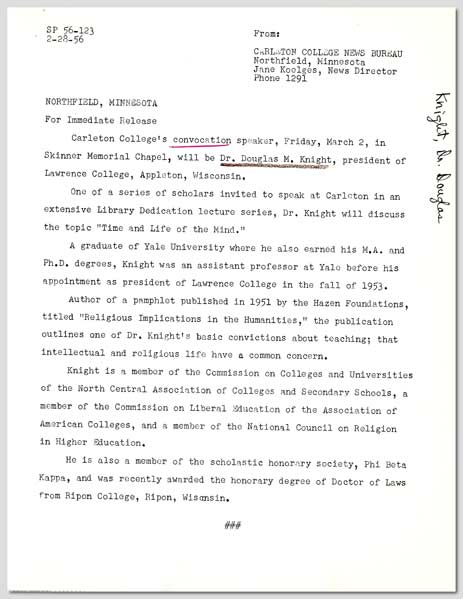 SP 56-123
2-28-56
From:
CARLETON COLLEGE NEWS BUREAU
Northfield, Minnesota
Jane Koelges, News Director
Phone 1291
Knight, Dr. Douglas
NORTHFIELD, MINNESOTA
For Immediate Release
Carleton College's convocation speaker, Friday, March 2, in
Skinner Memorial Chapel, will be Dr. Douglas M. Knight, president of
Lawrence College, Appleton, Wisconsin.
One of a series of scholars invited to speak at Carleton in an
extensive Library Dedication lecture series, Dr. Knight will discuss
the topic "Time and Life of the Mind."
A graduate of Yale University where he also earned his M.A. and
Ph.D. degrees, Knight was an assistant professor at Yale before his
appointment as president of Lawrence College in the fall of 1953.
Author of a pamphlet published in 1951 by the Hazen Foundations,
titled "Religious Implications in the Humanities," the publication
outlines one of Dr. Knight's basic convictions about teaching; that
intellectual and religious life have a common concern.
Knight is a member of the Commission on Colleges and Universities
of the North Central Association of Colleges and Secondary Schools, a
member of the Commission on Liberal Education of the Association of
American Colleges, and a member of the National Council on Religion
in Higher Education.
He is also a member of the scholastic honorary society, Phi Beta
Kappa, and was recently awarded the honorary degree of Doctor of Laws
from Ripon College, Ripon, Wisconsin.
###